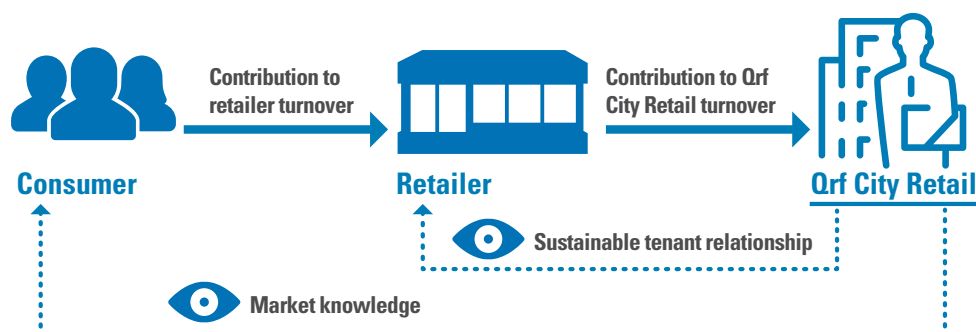 Contribution to
retailer turnover
Contribution to Qrf
City Retail turnover
Consumer
Retailer
Qrf City Retail
Sustainable tenant relationship
Market knowledge